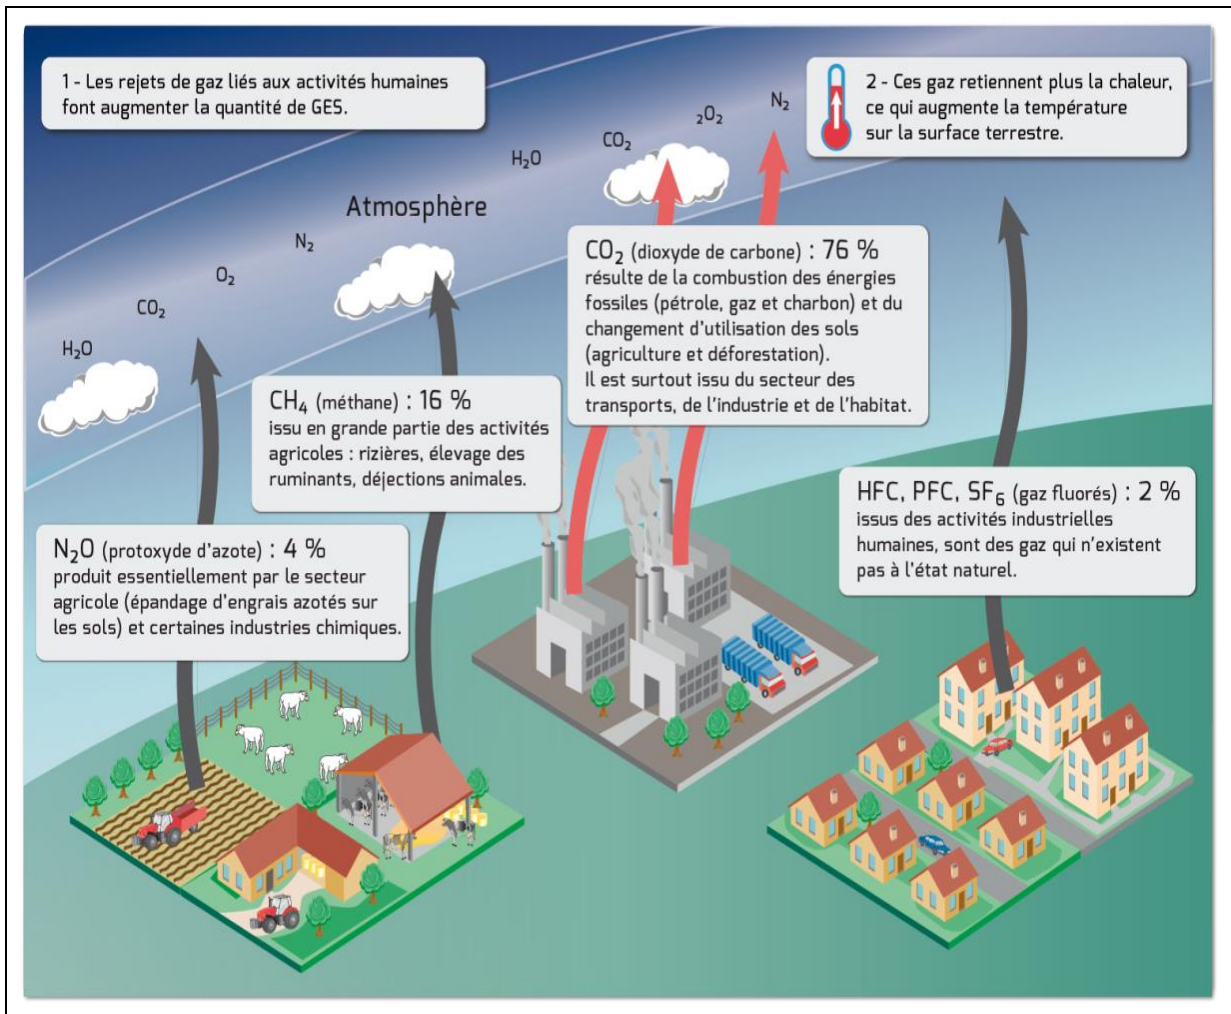 1 - Les rejets de gaz liés aux activités humaines
font augmenter la quantité de GES.
2 - Ces gaz retiennent plus la chaleur,
ce qui augmente la température
sur la surface terrestre.
N₂
₂O₂
CO₂
H₂O
Atmosphère
N₂
O₂
CO₂
H₂O
CO₂ (dioxyde de carbone) : 76 %
résulte de la combustion des énergies
fossiles (pétrole, gaz et charbon) et du
changement d'utilisation des sols
(agriculture et déforestation).
Il est surtout issu du secteur des
transports, de l'industrie et de l'habitat.
CH₄ (méthane) : 16 %
issu en grande partie des activités
agricoles : rizières, élevage des
ruminants, déjections animales.
HFC, PFC, SF₆ (gaz fluorés) : 2 %
issus des activités industrielles
humaines, sont des gaz qui n'existent
pas à l'état naturel.
N₂O (protoxyde d'azote) : 4 %
produit essentiellement par le secteur
agricole (épandage d'engrais azotés sur
les sols) et certaines industries chimiques.